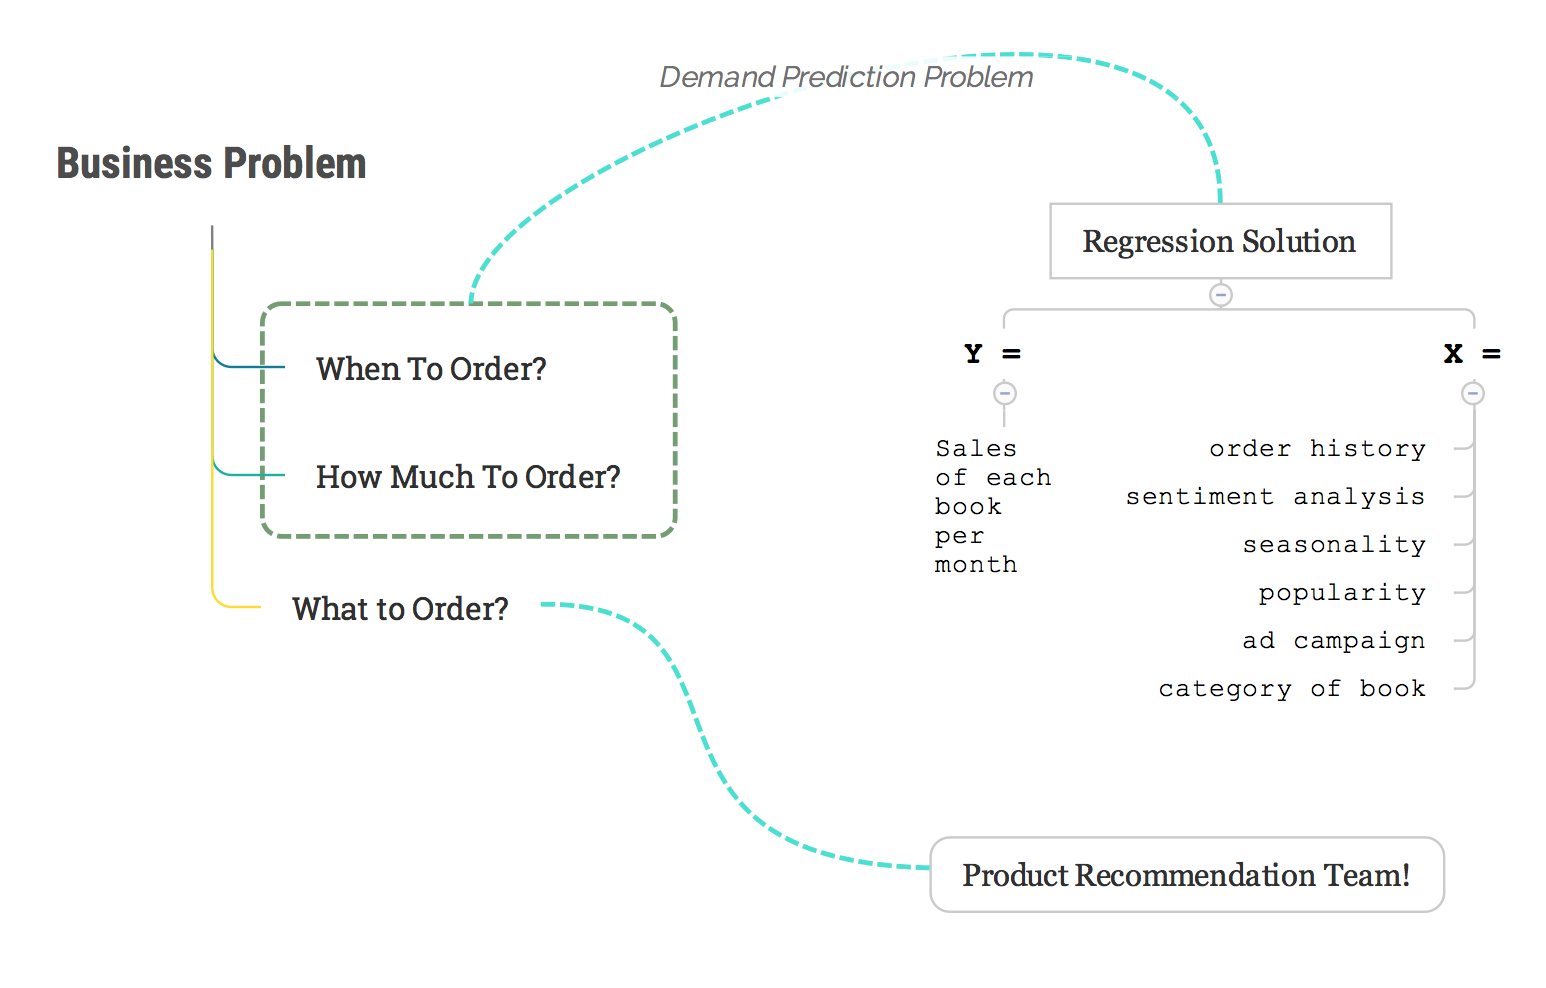 Demand Prediction Problem
Business Problem
When To Order?
How Much To Order?
What to Order?
Regression Solution
Y =
Sales
of each
book
per
month
X =
order history
sentiment analysis
seasonality
popularity
ad campaign
category of book
Product Recommendation Team!